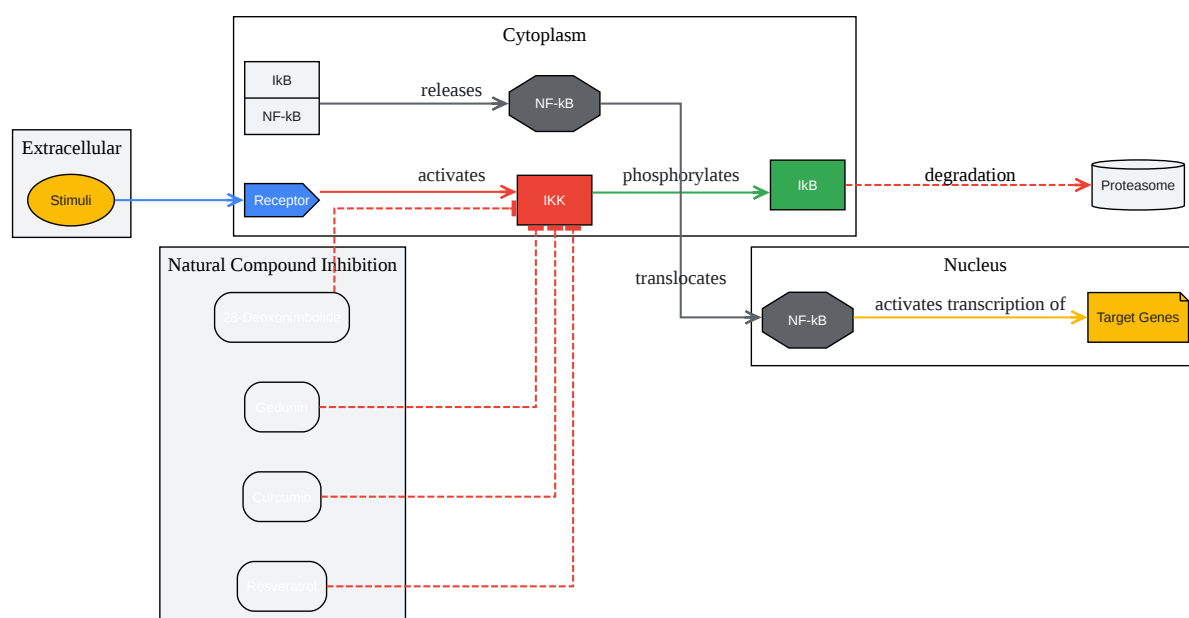 Cytoplasm
IkB
NF-kB
releases
NF-kB
Extracellular
Stimuli
Receptor
activates
IKK
phosphorylates
IkB
degradation
Proteasome
Natural Compound Inhibition
28-Deoxonimbolide
Gedunin
Curcumin
Resveratrol
translocates
Nucleus
NF-kB
activates transcription of
Target Genes